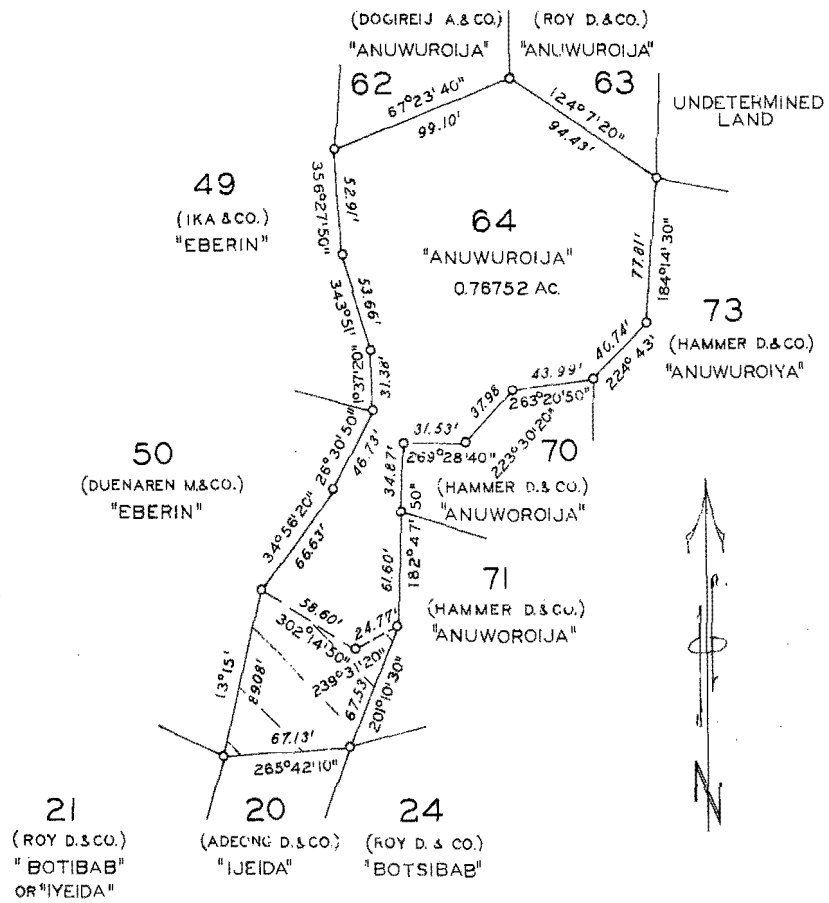 (DOGIREIJ A.&CO.)
"ANUWUROIJA"
62
(ROY D.&CO.)
"ANUWUROIJA"
63
UNDETERMINED
LAND
67°23'40"
99.10'
124°7'20"
94.43'
49
(IKA &CO.)
"EBERIN"
356°27'50"
52.91'
64
"ANUWUROIJA"
0.76752 AC.
77.81'
184°14'30"
343°51'
53.66'
73
(HAMMER D.&CO.)
"ANUWUROIYA"
40.74'
224°43'
43.99'
263°20'50"
1°37'20"
31.38'
37.98
223°30'20"
31.53'
269°28'40"
50
(DUENAREN M.&CO.)
"EBERIN"
26°30'50"
46.73'
34°56'20"
66.63'
34.87'
182°47'50"
61.60'
70
(HAMMER D.& CO.)
"ANUWOROIJA"
71
(HAMMER D.& CO.)
"ANUWOROIJA"
58.60'
302°14'50"
24.77'
239°31'20"
13°15'
89.08'
67.53
201°10'30"
67.13'
265°42'10"
N
21
(ROY D.&CO.)
"BOTIBAB"
OR "IYEIDA"
20
(ADEONG D.&CO.)
"IJEIDA"
24
(ROY D. & CO.)
"BOTSIBAB"